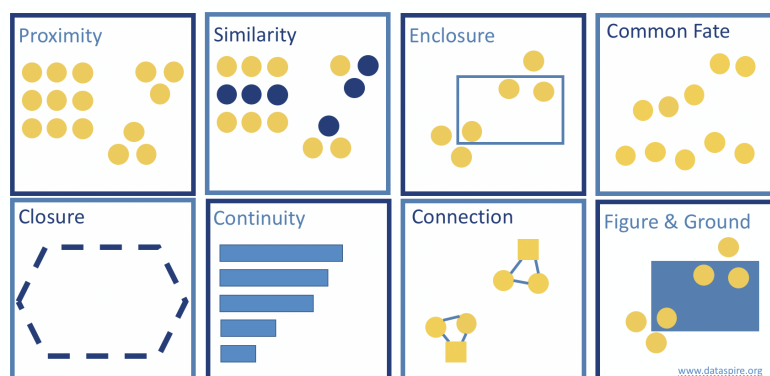 Proximity
Similarity
Enclosure
Common Fate
Closure
Continuity
Connection
Figure & Ground
www.dataspire.org